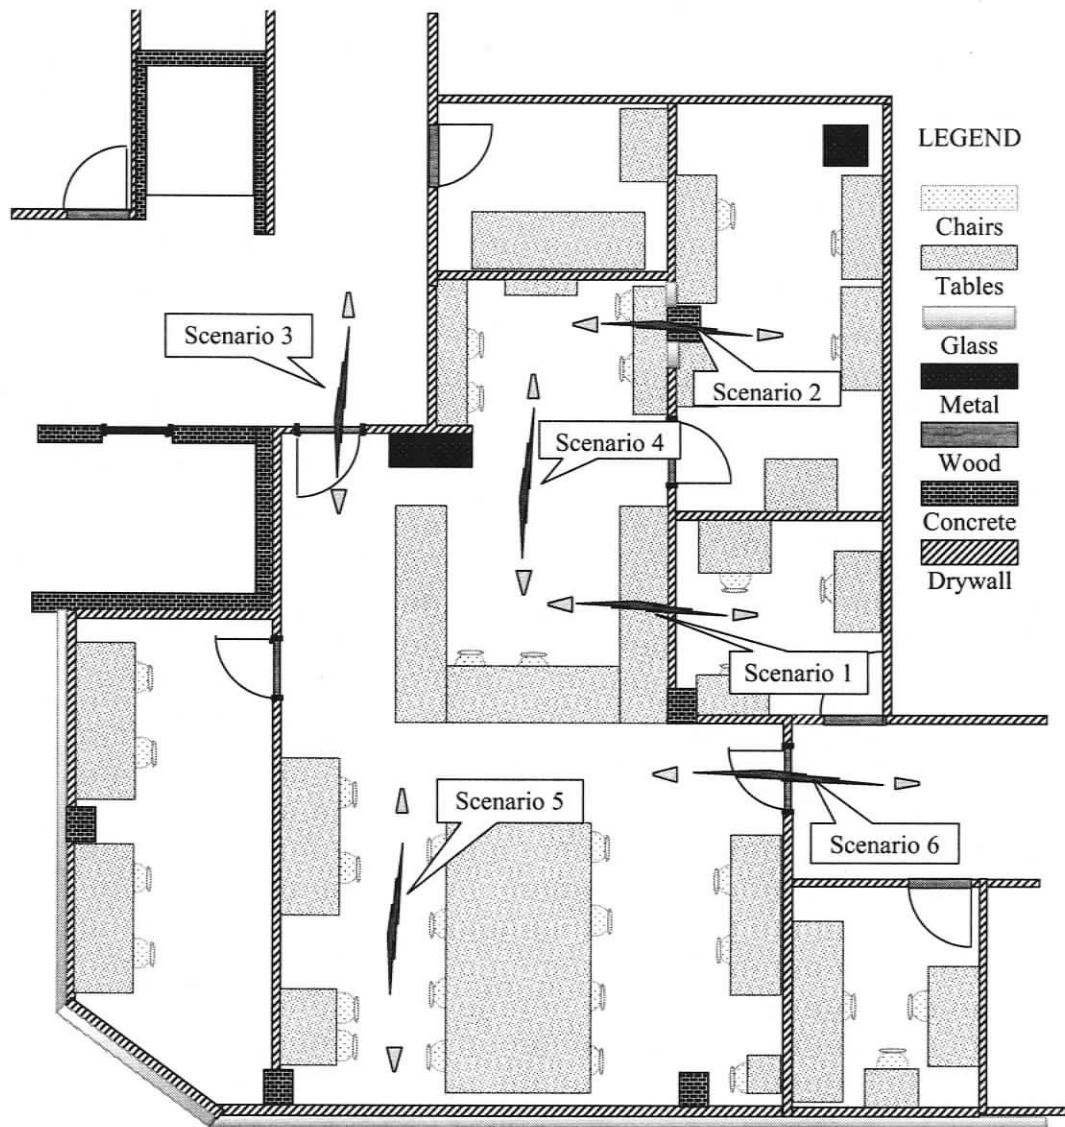 LEGEND
Chairs
Tables
Glass
Metal
Wood
Concrete
Drywall
Scenario 3
Scenario 2
Scenario 4
Scenario 1
Scenario 5
Scenario 6